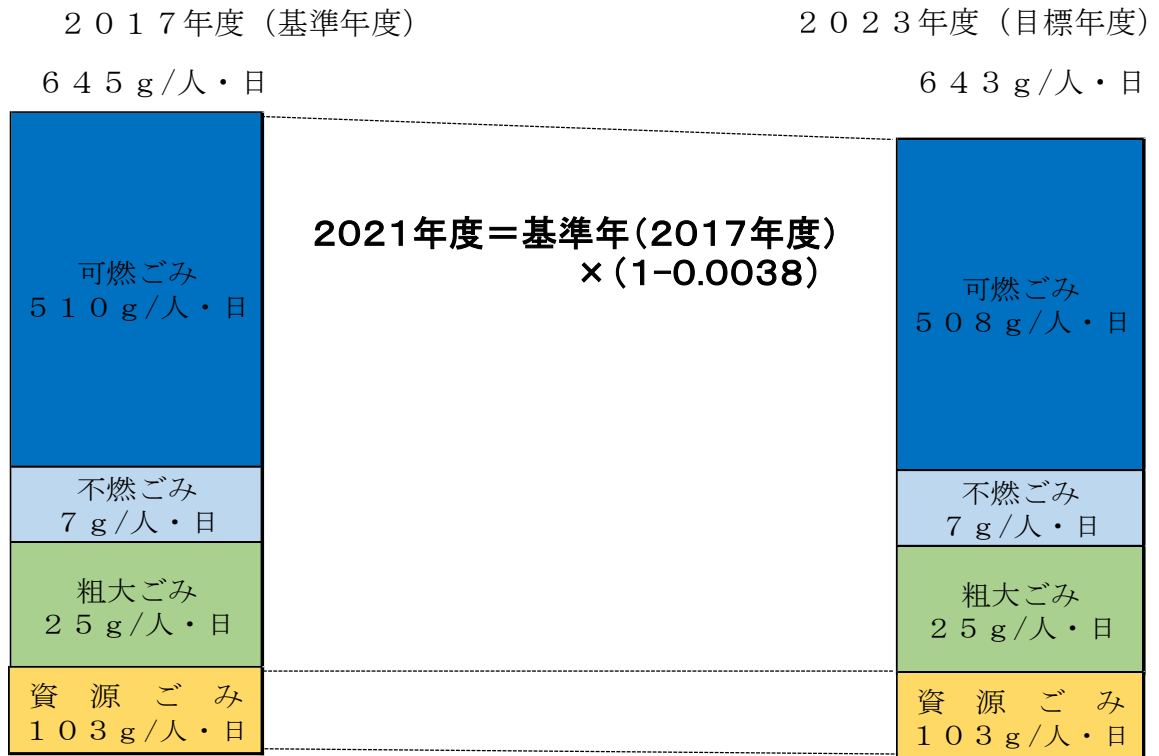 ２０１７年度（基準年度）
２０２３年度（目標年度）
６４５ｇ/人・日
６４３ｇ/人・日
2021年度＝基準年（2017年度）
×（1-0.0038）
可燃ごみ
５１０ｇ/人・日
不燃ごみ
７ｇ/人・日
粗大ごみ
２５ｇ/人・日
資　源　ご　み
１０３ｇ/人・日
可燃ごみ
５０８ｇ/人・日
不燃ごみ
７ｇ/人・日
粗大ごみ
２５ｇ/人・日
資　源　ご　み
１０３ｇ/人・日